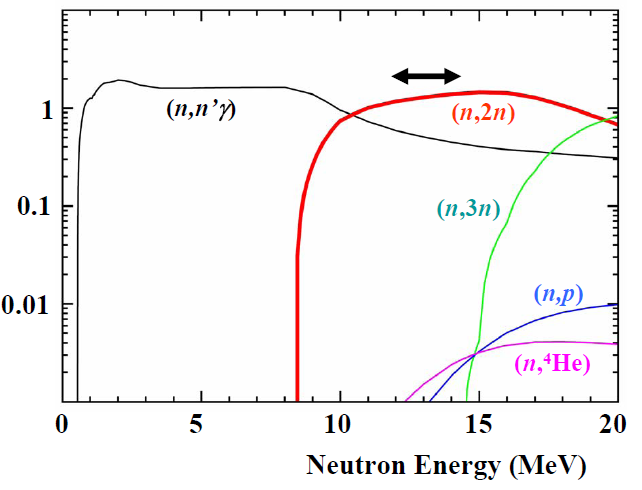 1
(n,n’γ)
(n,2n)
0.1
(n,3n)
0.01
(n,p)
(n,⁴He)
0 5 10 15 20
Neutron Energy (MeV)